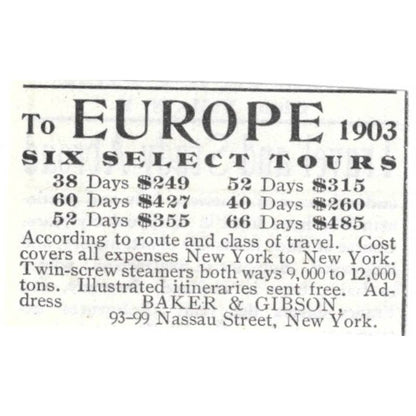 To EUROPE 1903
SIX SELECT TOURS
38 Days $249 52 Days $315
60 Days $427 40 Days $260
52 Days $355 66 Days $485
According to route and class of travel. Cost
covers all expenses New York to New York.
Twin-screw steamers both ways 9,000 to 12,000
tons. Illustrated itineraries sent free. Ad-
dress BAKER & GIBSON,
93-99 Nassau Street, New York.